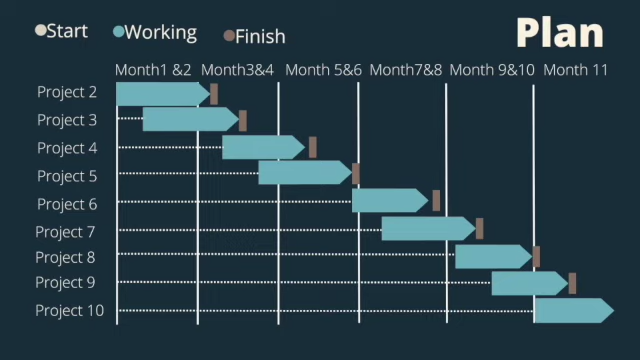 Start
Working
Finish
Plan
Month1 &2 Month3&4 Month 5&6 Month7&8 Month 9&10 Month 11
Project 2
Project 3
Project 4
Project 5
Project 6
Project 7
Project 8
Project 9
Project 10